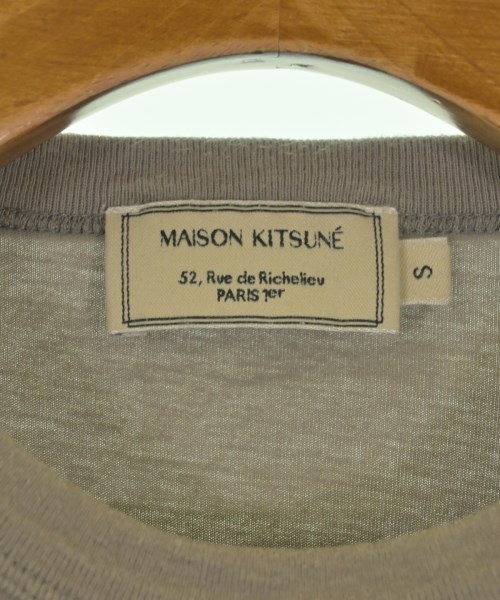 MAISON KITSUNÉ
52, Rue de Richelieu
PARIS 1er
S